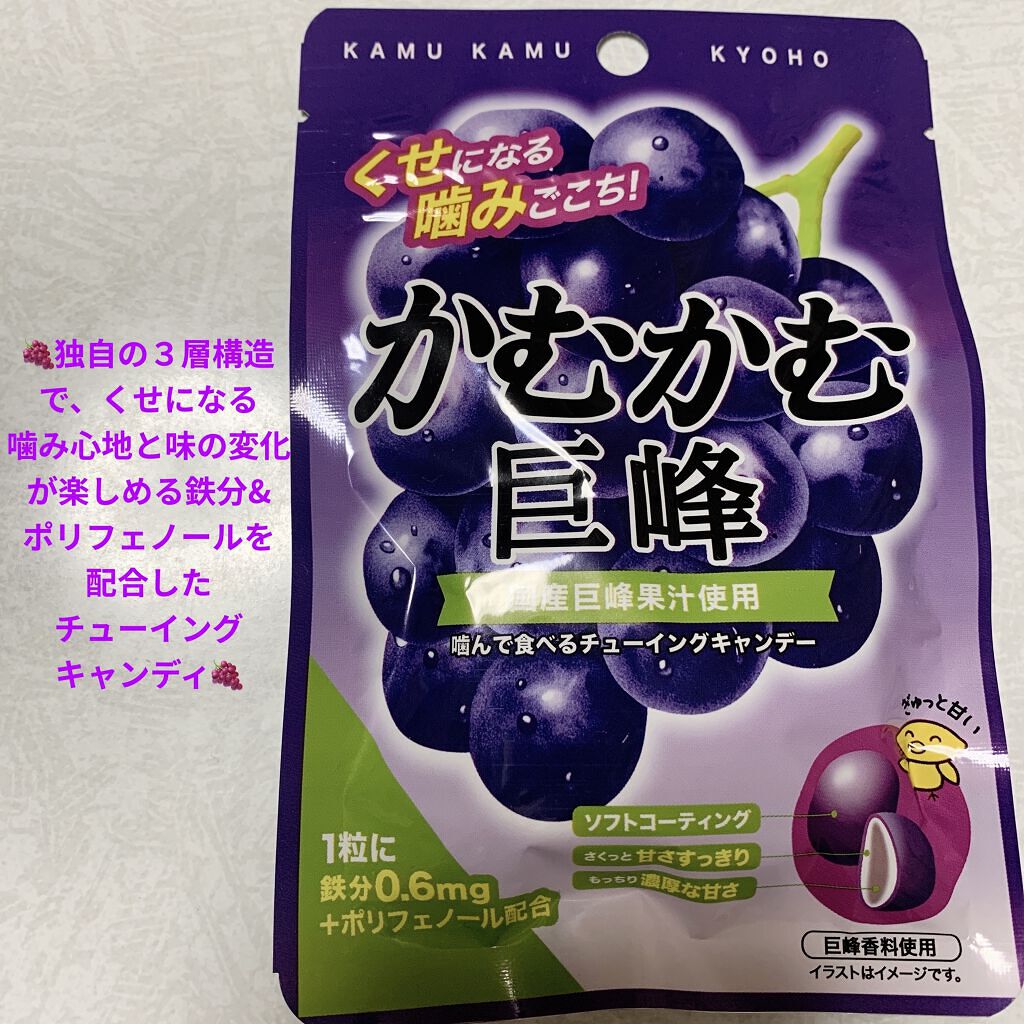 KAMU KAMU KYOHO
くせになる
噛みごこち!
かむかむ
巨峰
国産巨峰果汁使用
噛んで食べるチューイングキャンデー
🍇独自の3層構造
で、くせになる
噛み心地と味の変化
が楽しめる鉄分&
ポリフェノールを
配合した
チューイング
キャンディ🍇
ぎゅっと甘い
ソフトコーティング
さくっと 甘さすっきり
もっちり 濃厚な甘さ
1粒に
鉄分0.6mg
+ポリフェノール配合
巨峰香料使用
イラストはイメージです。